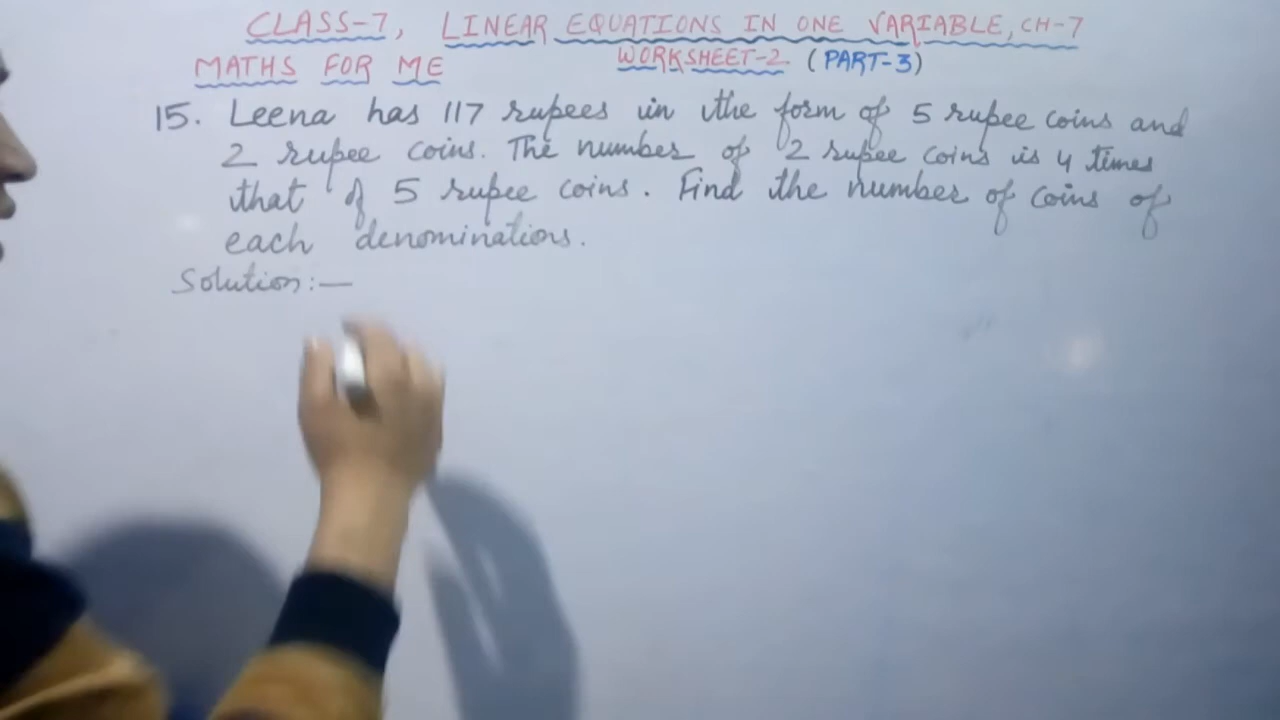 CLASS-7, LINEAR EQUATIONS IN ONE VARIABLE, CH-7
MATHS FOR ME WORKSHEET-2 (PART-3)
15. Leena has 117 rupees in the form of 5 rupee coins and
2 rupee coins. The number of 2 rupee coins is 4 times
that of 5 rupee coins. Find the number of coins of
each denominations.
Solution:—